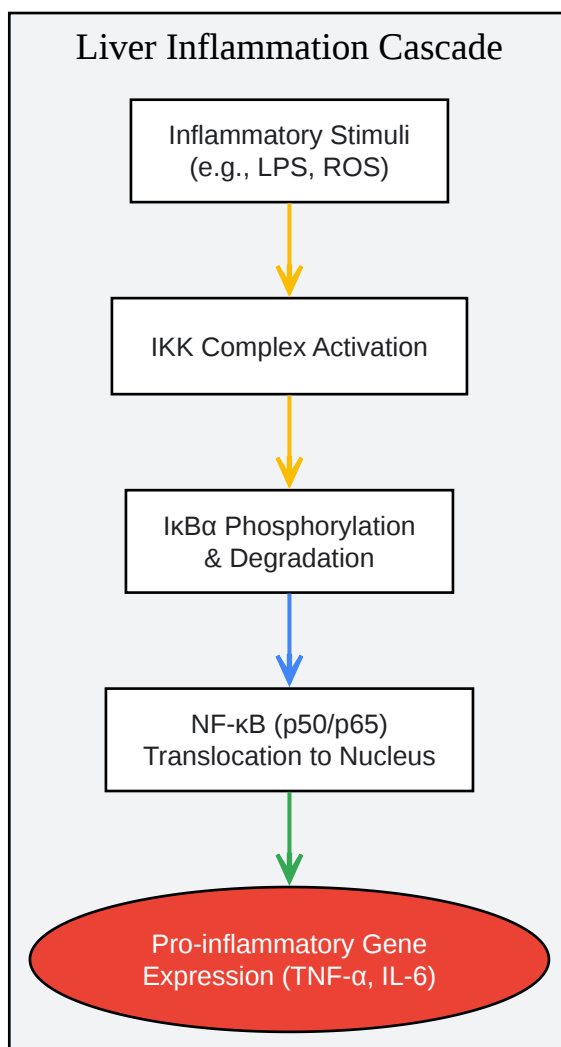 Liver Inflammation Cascade
Inflammatory Stimuli
(e.g., LPS, ROS)
IKK Complex Activation
IκBα Phosphorylation
& Degradation
NF-κB (p50/p65)
Translocation to Nucleus
Pro-inflammatory Gene
Expression (TNF-α, IL-6)